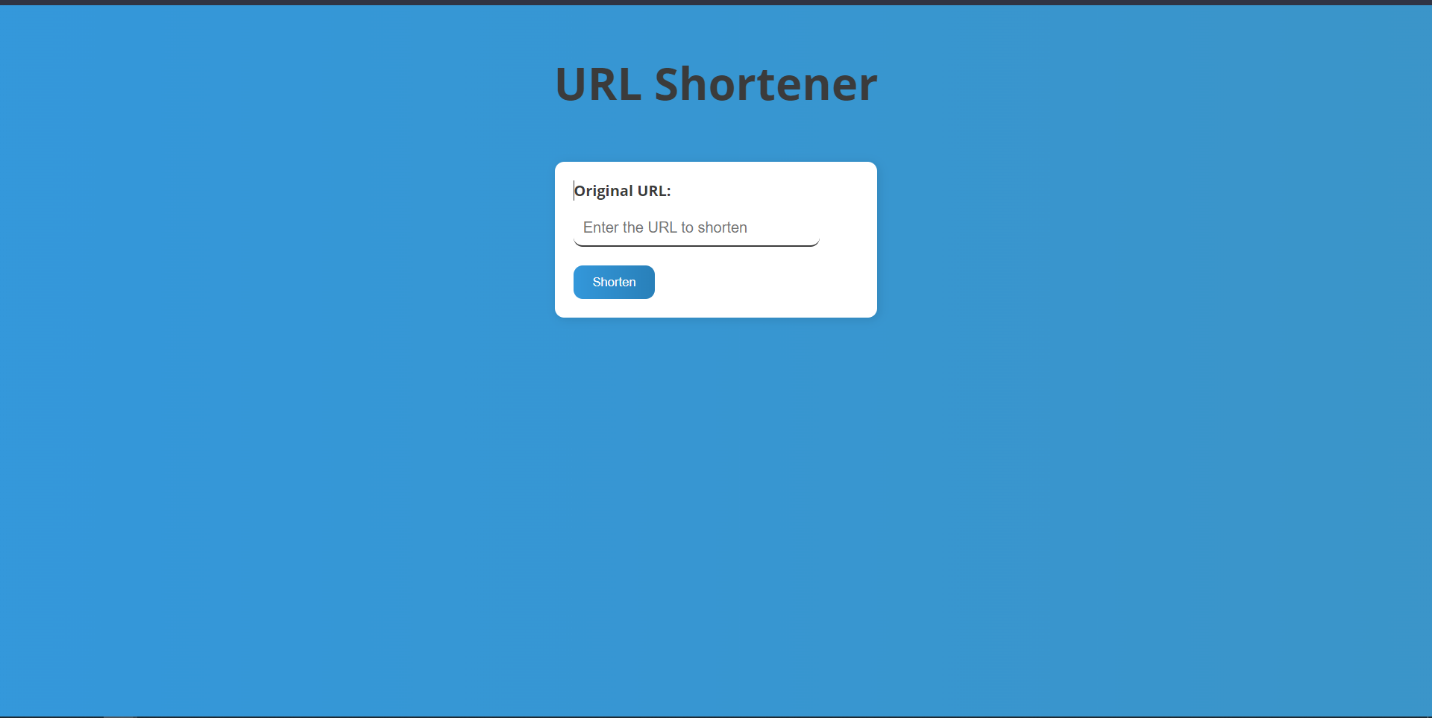 URL Shortener
Original URL:
Enter the URL to shorten
Shorten